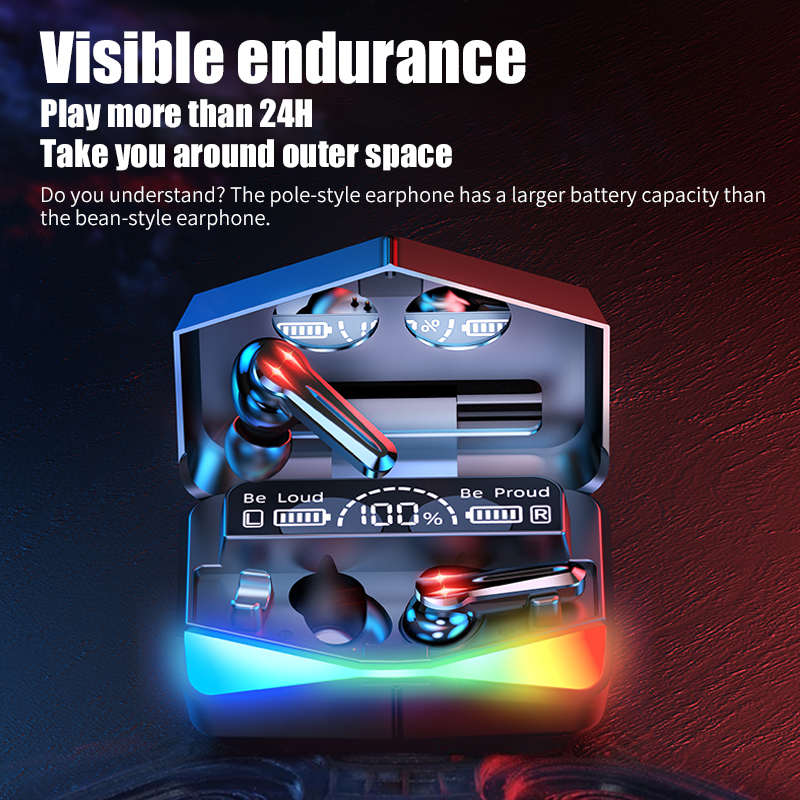 Visible endurance
Play more than 24H
Take you around outer space
Do you understand? The pole-style earphone has a larger battery capacity than
the bean-style earphone.
%
Be Loud Be Proud
L 100% R